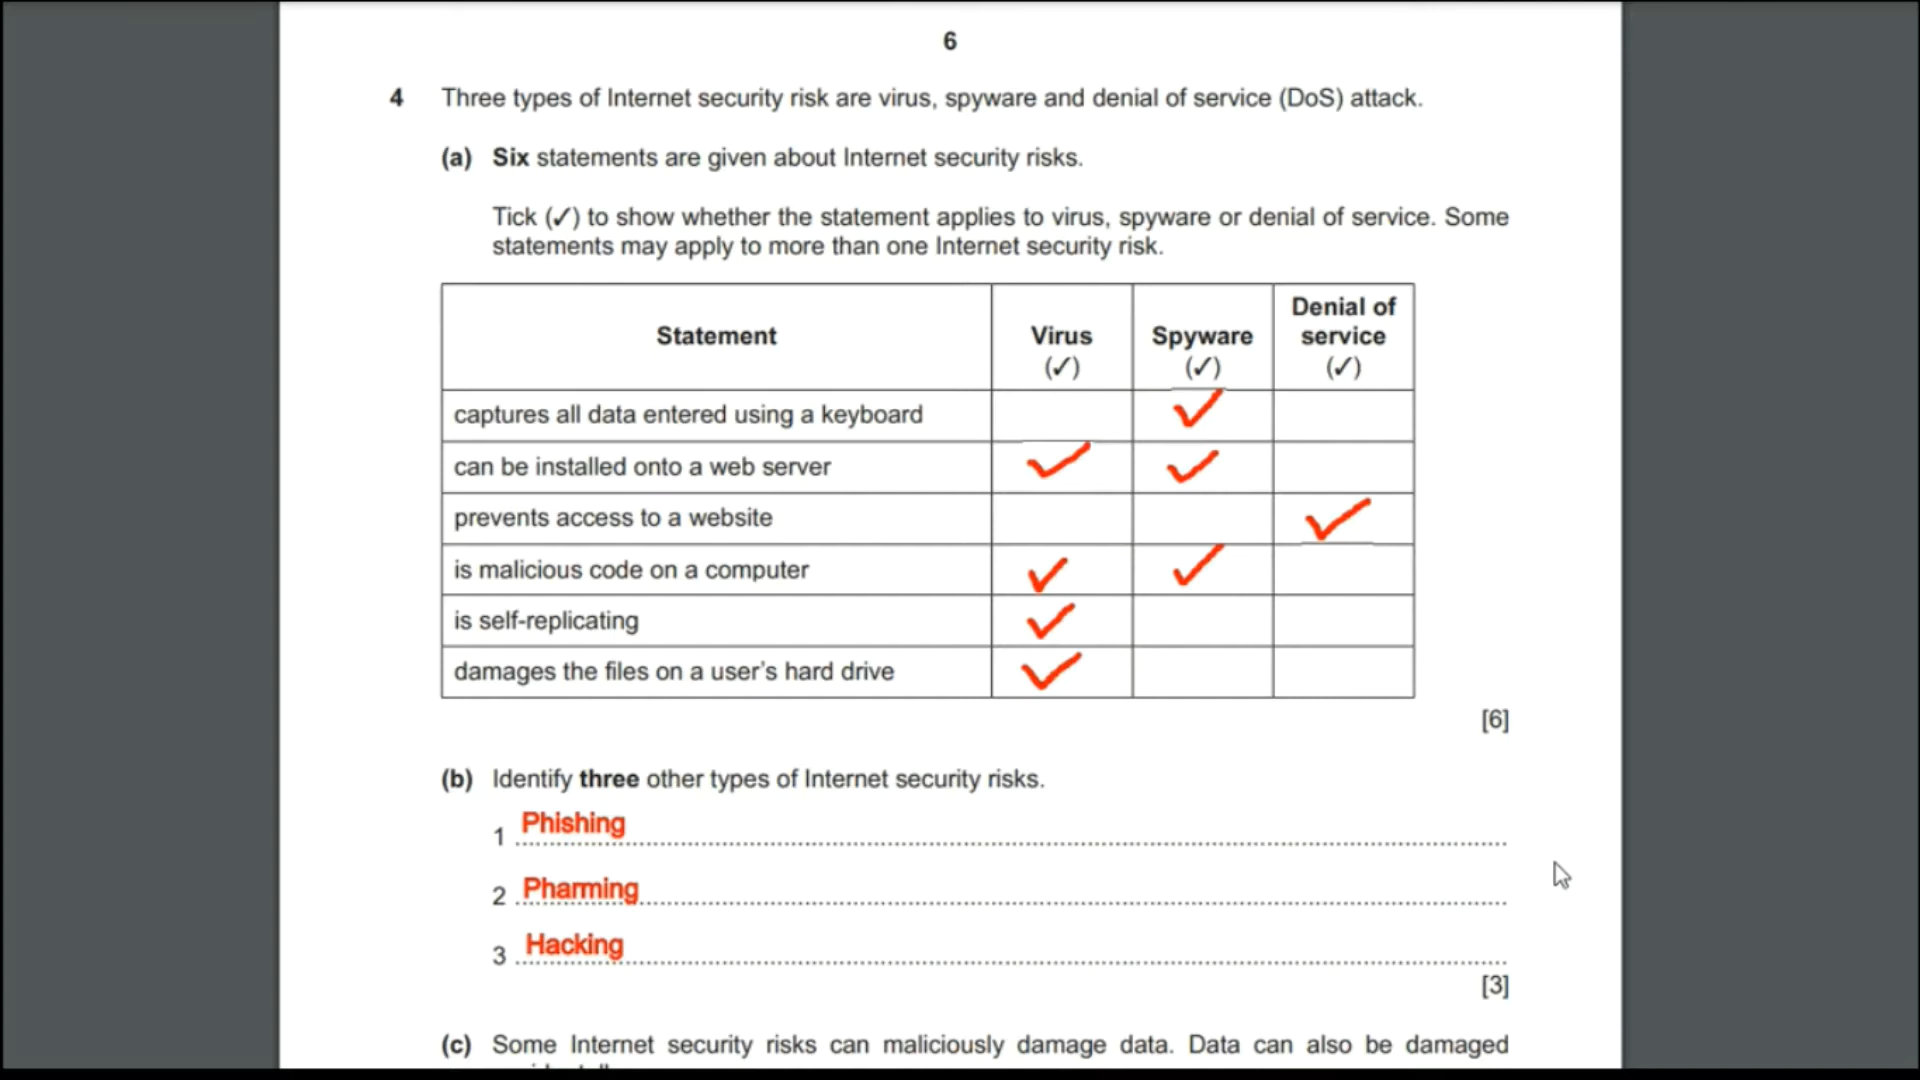 6
4 Three types of Internet security risk are virus, spyware and denial of service (DoS) attack.
(a) Six statements are given about Internet security risks.
Tick (✓) to show whether the statement applies to virus, spyware or denial of service. Some
statements may apply to more than one Internet security risk.
Statement Virus (✓) Spyware (✓) Denial of service (✓)
captures all data entered using a keyboard ✓
can be installed onto a web server ✓ ✓
prevents access to a website ✓
is malicious code on a computer ✓ ✓
is self-replicating ✓
damages the files on a user's hard drive ✓
[6]
(b) Identify three other types of Internet security risks.
1 Phishing
2 Pharming
3 Hacking
[3]
(c) Some Internet security risks can maliciously damage data. Data can also be damaged